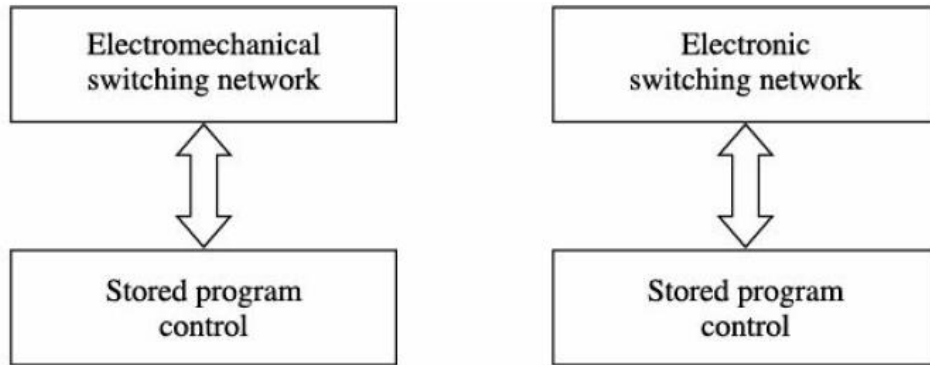 Electromechanical
switching network
Electronic
switching network
Stored program
control
Stored program
control